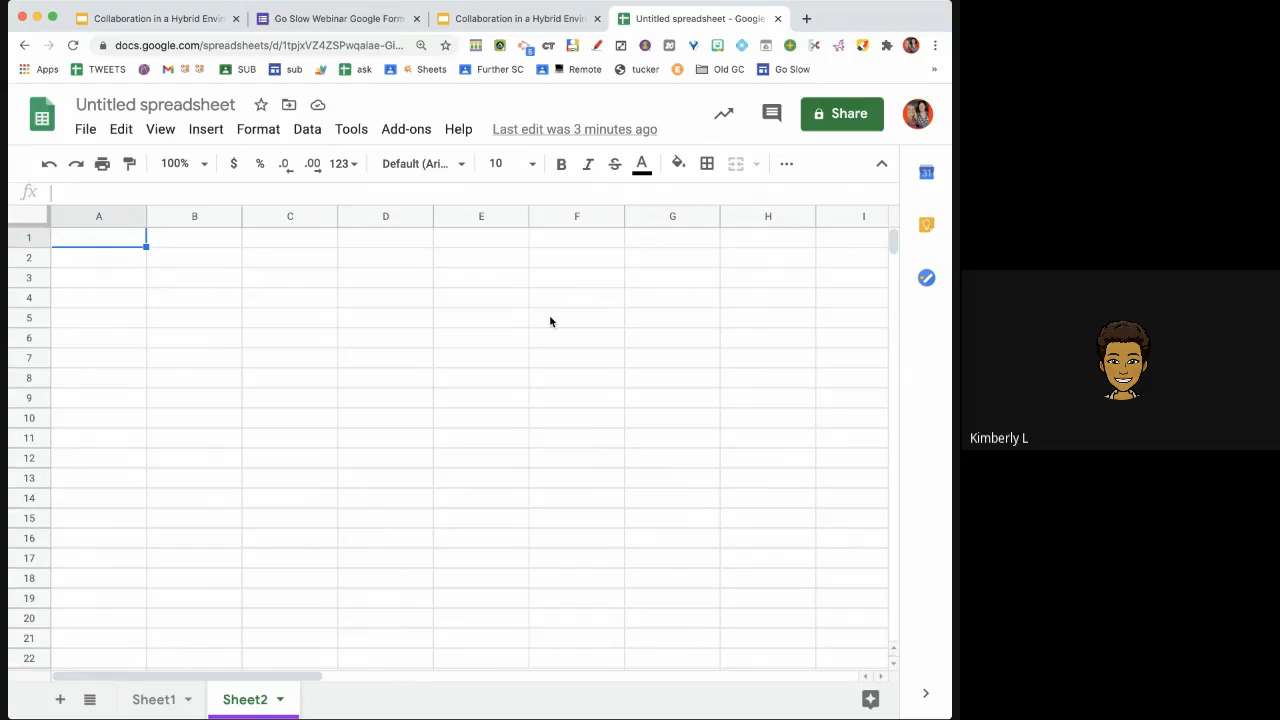 Collaboration in a Hybrid Envir
Go Slow Webinar Google Form
Collaboration in a Hybrid Envir
Untitled spreadsheet - Google
docs.google.com/spreadsheets/d/1tpjxVZ4ZSPwqalae-Gi...
Apps TWEETS SUB sub ask Sheets Further SC Remote tucker Old GC Go Slow »
Untitled spreadsheet
File Edit View Insert Format Data Tools Add-ons Help Last edit was 3 minutes ago
Share
100% $ % .0 .00 123 Default (Ari... 10 B I S A
fx
A B C D E F G H I
1
2
3
4
5
6
7
8
9
10
11
12
13
14
15
16
17
18
19
20
21
22
Sheet1 Sheet2
31
Kimberly L